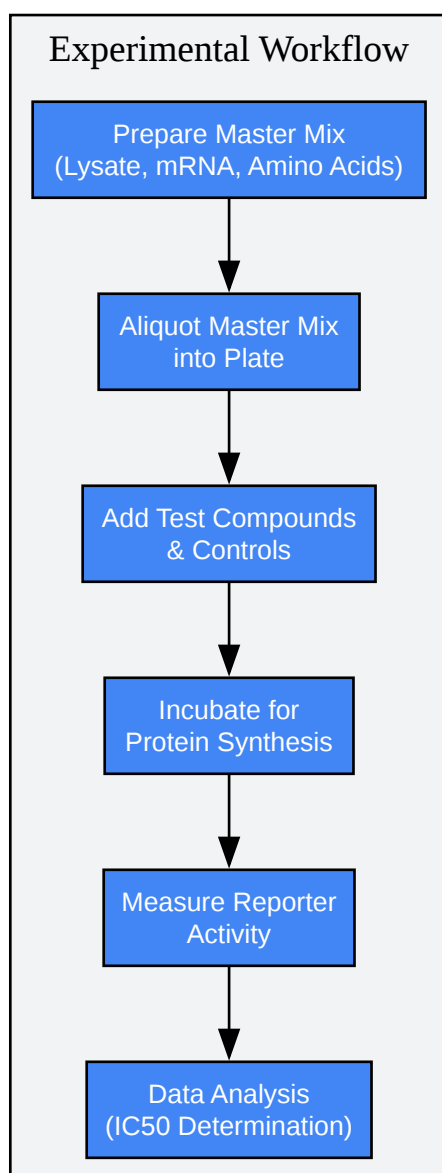 Experimental Workflow
Prepare Master Mix
(Lysate, mRNA, Amino Acids)
Aliquot Master Mix
into Plate
Add Test Compounds
& Controls
Incubate for
Protein Synthesis
Measure Reporter
Activity
Data Analysis
(IC50 Determination)